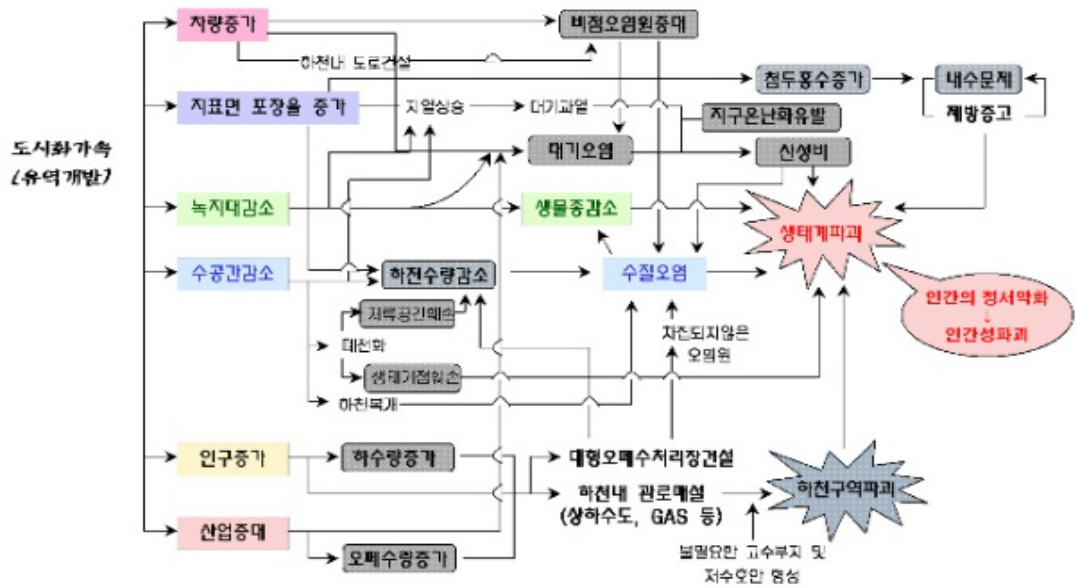 차량증가
비점오염원증대
하천내 도로건설
첨두홍수증가
내수문제
지표면 포장율 증가
지열상승
대기과열
지구온난화유발
제방증고
도시화가속
(유역개발)
대기오염
산성비
녹지대감소
생물종감소
생태계파괴
수공간감소
하천수량감소
수질오염
인간의 정서악화
↓
인간성파괴
저류공간훼손
차집되지않은
오염원
생태거점훼손
하천복개
인구증가
하수량증가
대형오폐수처리장건설
하천내 관로매설
(상하수도, GAS 등)
하천구역파괴
산업증대
오폐수량증가
불필요한 고수부지 및
저수호안 형성